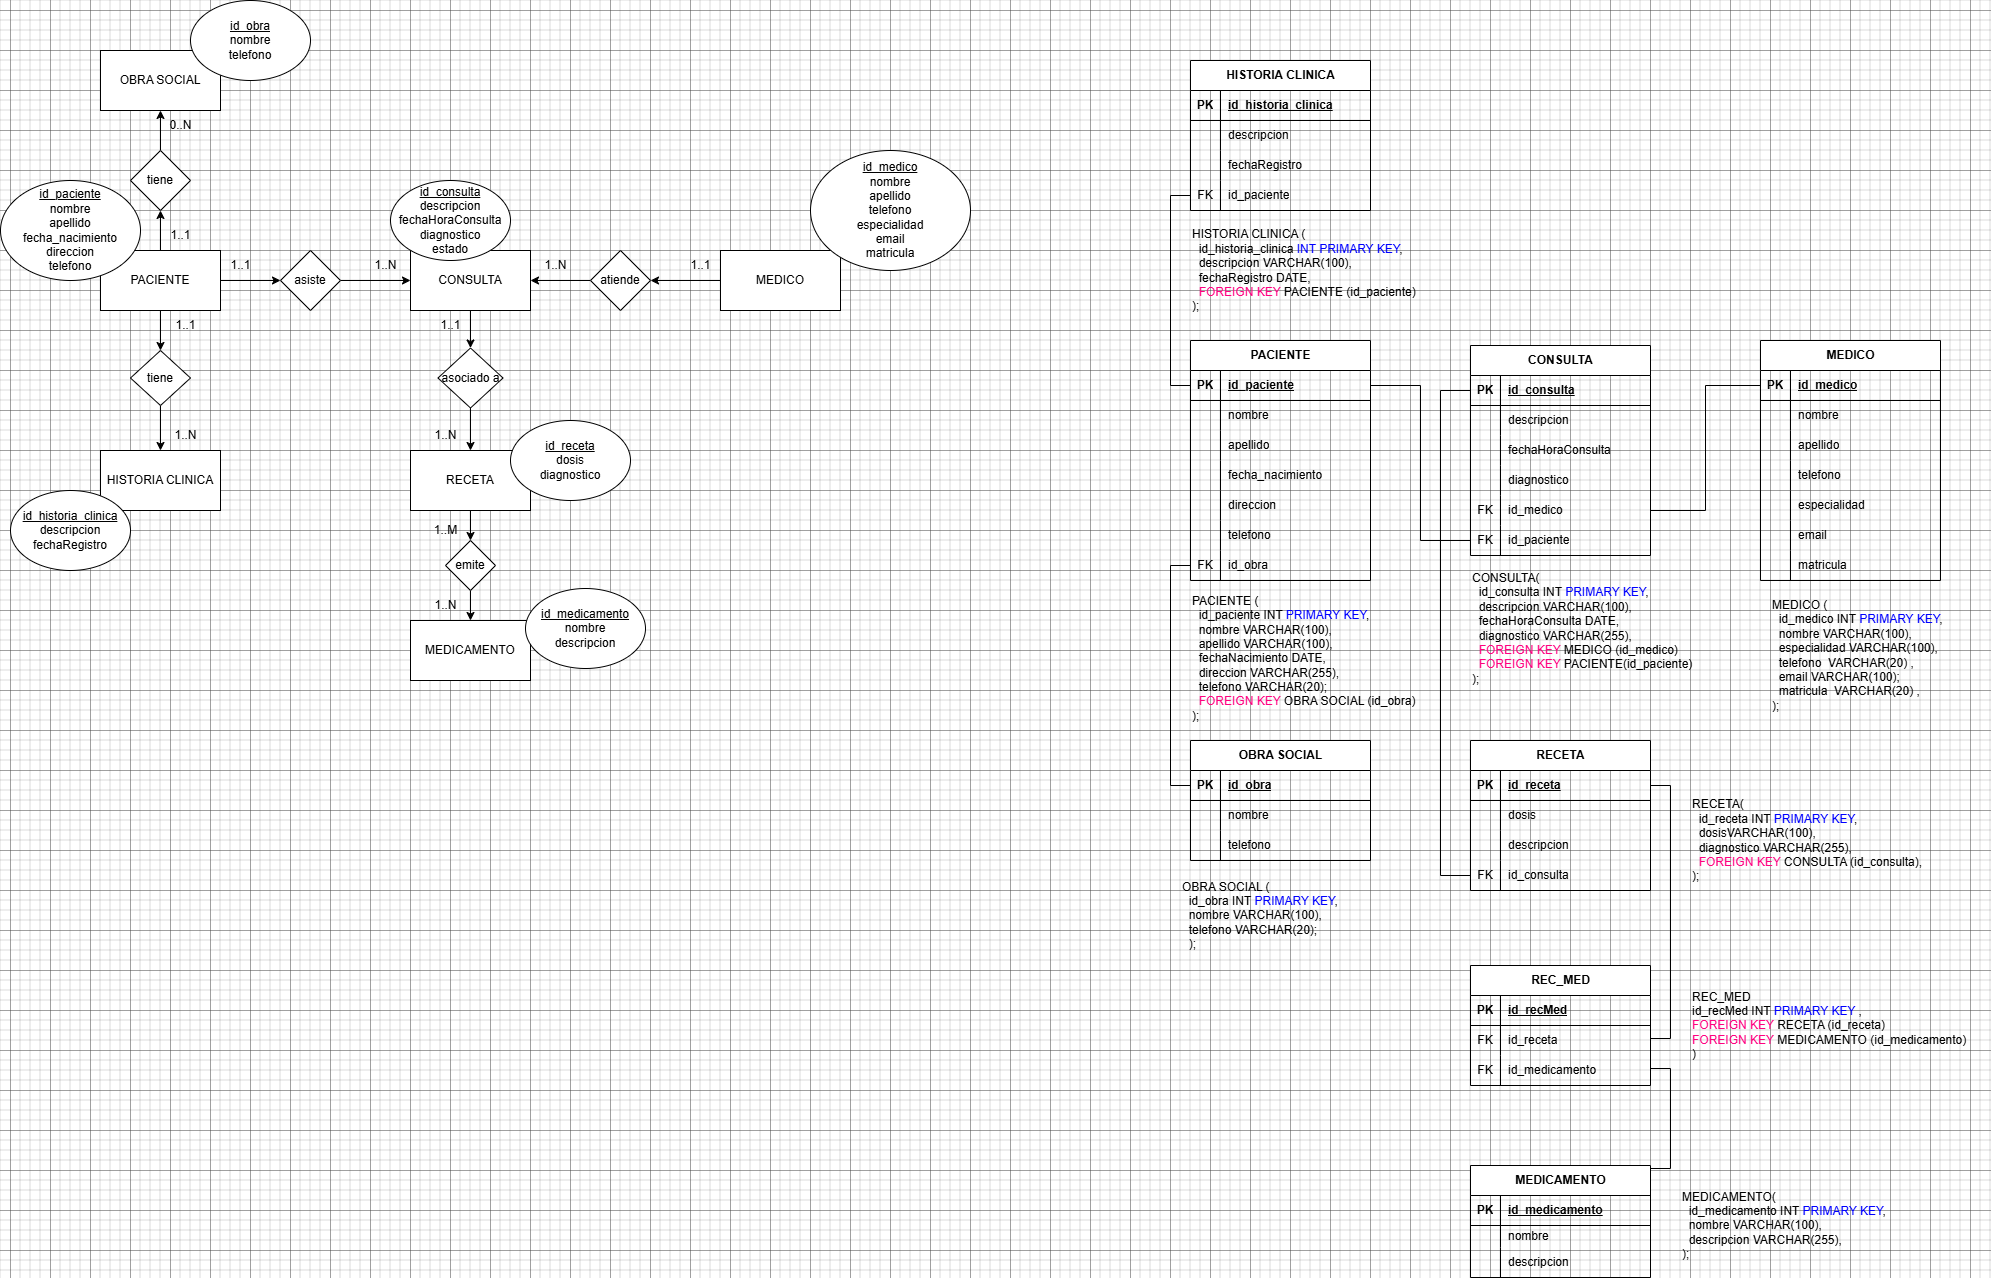 id_obra
nombre
telefono
OBRA SOCIAL
0..N
tiene
1..1
id_paciente
nombre
apellido
fecha_nacimiento
direccion
telefono
PACIENTE
1..1
asiste
1..N
id_consulta
descripcion
fechaHoraConsulta
diagnostico
estado
CONSULTA
1..N
atiende
1..1
id_medico
nombre
apellido
telefono
especialidad
email
matricula
MEDICO
1..1
tiene
1..N
HISTORIA CLINICA
id_historia_clinica
descripcion
fechaRegistro
1..1
asociado a
1..N
RECETA
id_receta
dosis
diagnostico
1..M
emite
1..N
MEDICAMENTO
id_medicamento
nombre
descripcion
HISTORIA CLINICA
PK id_historia_clinica
descripcion
fechaRegistro
FK id_paciente
HISTORIA CLINICA (
id_historia_clinica INT PRIMARY KEY,
descripcion VARCHAR(100),
fechaRegistro DATE,
FOREIGN KEY PACIENTE (id_paciente)
);
PACIENTE
PK id_paciente
nombre
apellido
fecha_nacimiento
direccion
telefono
FK id_obra
PACIENTE (
id_paciente INT PRIMARY KEY,
nombre VARCHAR(100),
apellido VARCHAR(100),
fechaNacimiento DATE,
direccion VARCHAR(255),
telefono VARCHAR(20);
FOREIGN KEY OBRA SOCIAL (id_obra)
);
CONSULTA
PK id_consulta
descripcion
fechaHoraConsulta
diagnostico
FK id_medico
FK id_paciente
CONSULTA(
id_consulta INT PRIMARY KEY,
descripcion VARCHAR(100),
fechaHoraConsulta DATE,
diagnostico VARCHAR(255),
FOREIGN KEY MEDICO (id_medico)
FOREIGN KEY PACIENTE(id_paciente)
);
MEDICO
PK id_medico
nombre
apellido
telefono
especialidad
email
matricula
MEDICO (
id_medico INT PRIMARY KEY,
nombre VARCHAR(100),
especialidad VARCHAR(100),
telefono VARCHAR(20) ,
email VARCHAR(100);
matricula VARCHAR(20) ,
);
OBRA SOCIAL
PK id_obra
nombre
telefono
OBRA SOCIAL (
id_obra INT PRIMARY KEY,
nombre VARCHAR(100),
telefono VARCHAR(20);
);
RECETA
PK id_receta
dosis
descripcion
FK id_consulta
RECETA(
id_receta INT PRIMARY KEY,
dosisVARCHAR(100),
diagnostico VARCHAR(255),
FOREIGN KEY CONSULTA (id_consulta),
);
REC_MED
PK id_recMed
FK id_receta
FK id_medicamento
REC_MED
id_recMed INT PRIMARY KEY ,
FOREIGN KEY RECETA (id_receta)
FOREIGN KEY MEDICAMENTO (id_medicamento)
)
MEDICAMENTO
PK id_medicamento
nombre
descripcion
MEDICAMENTO(
id_medicamento INT PRIMARY KEY,
nombre VARCHAR(100),
descripcion VARCHAR(255),
);